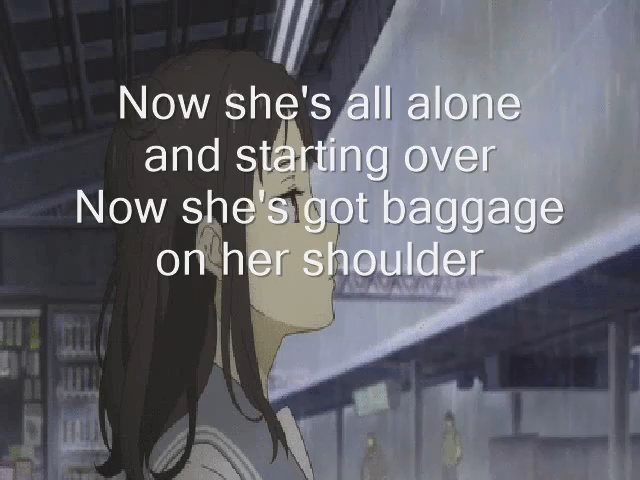 Now she's all alone
and starting over
Now she's got baggage
on her shoulder